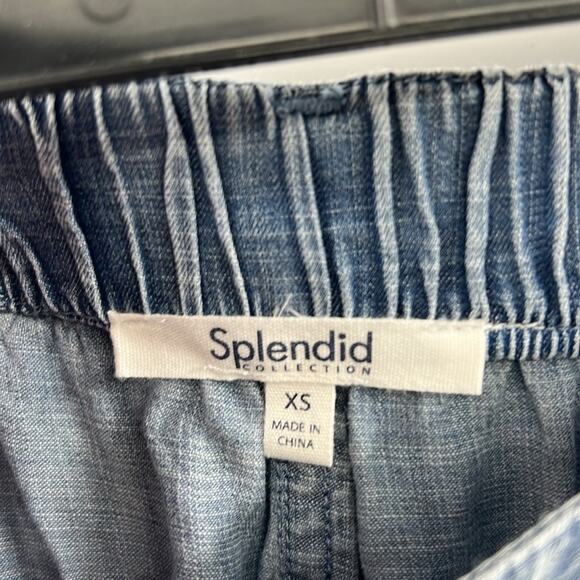 Splendid
COLLECTION
XS
MADE IN
CHINA